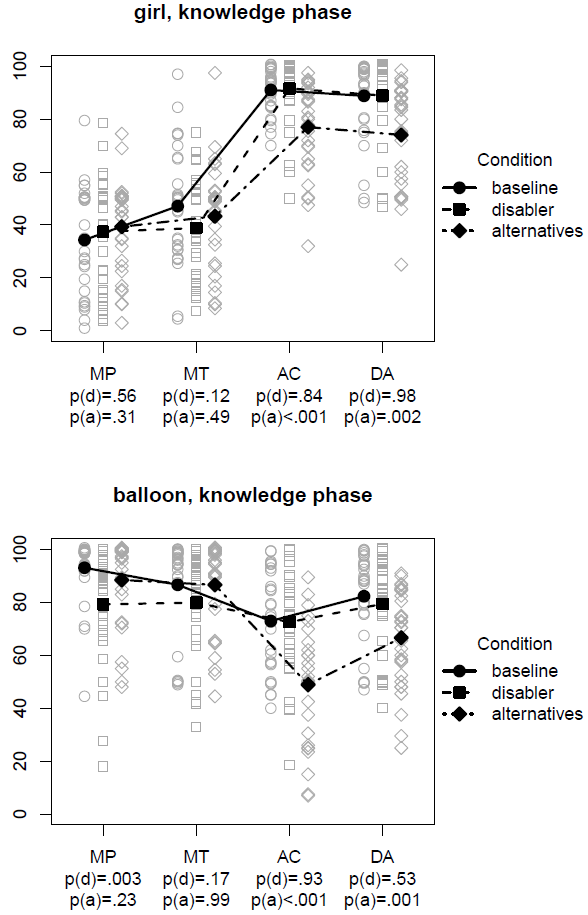 girl, knowledge phase
100
80
60
40
20
0
Condition
baseline
disabler
alternatives
MP MT AC DA
p(d)=.56 p(d)=.12 p(d)=.84 p(d)=.98
p(a)=.31 p(a)=.49 p(a)<.001 p(a)=.002
balloon, knowledge phase
100
80
60
40
20
0
Condition
baseline
disabler
alternatives
MP MT AC DA
p(d)=.003 p(d)=.17 p(d)=.93 p(d)=.53
p(a)=.23 p(a)=.99 p(a)<.001 p(a)=.001